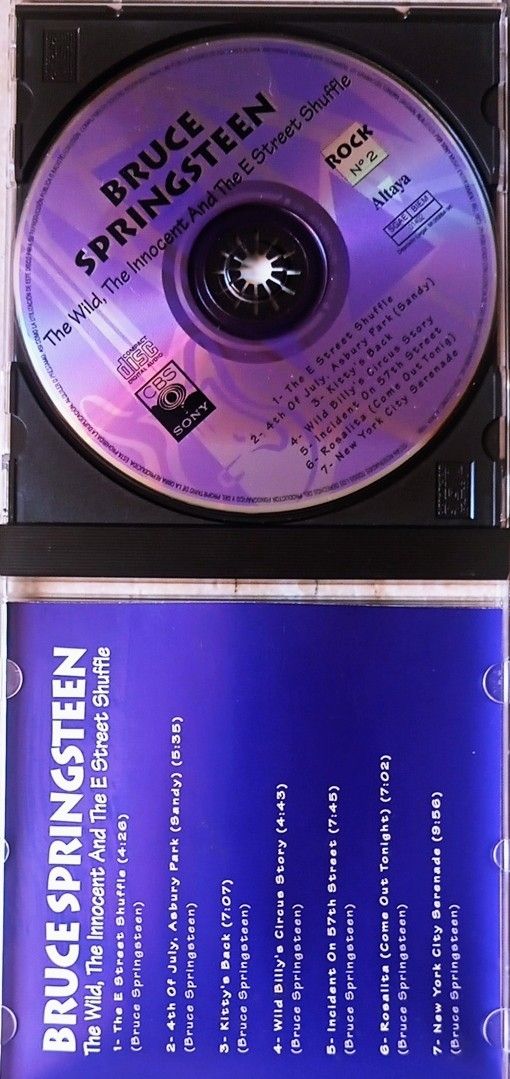 BRUCE
SPRINGSTEEN
The Wild, The Innocent And The E Street Shuffle
ROCK
Nº 2
Altaya
SGAE BIEM
COMPACT
disc
DIGITAL AUDIO
CBS
SONY
1- The E Street Shuffle
2- 4th Of July, Asbury Park (Sandy)
3- Kitty's Back
4- Wild Billy's Circus Story
5- Incident On 57th Street
6- Rosalita (Come Out Tonig)
7- New York City Serenade
BRUCE SPRINGSTEEN
The Wild, The Innocent And The E Street Shuffle
1- The E Street Shuffle (4:26)
(Bruce Springsteen)
2- 4th Of July, Asbury Park (Sandy) (5:35)
(Bruce Springsteen)
3- Kitty's Back (7:07)
(Bruce Springsteen)
4- Wild Billy's Circus Story (4:43)
(Bruce Springsteen)
5- Incident On 57th Street (7:45)
(Bruce Springsteen)
6- Rosalita (Come Out Tonight) (7:02)
(Bruce Springsteen)
7- New York City Serenade (9:56)
(Bruce Springsteen)